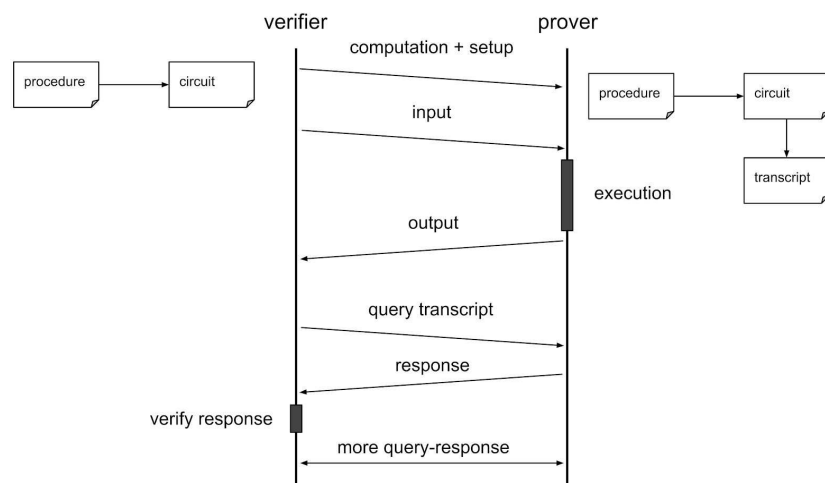 verifier
prover
computation + setup
procedure
circuit
procedure
circuit
input
transcript
execution
output
query transcript
response
verify response
more query-response